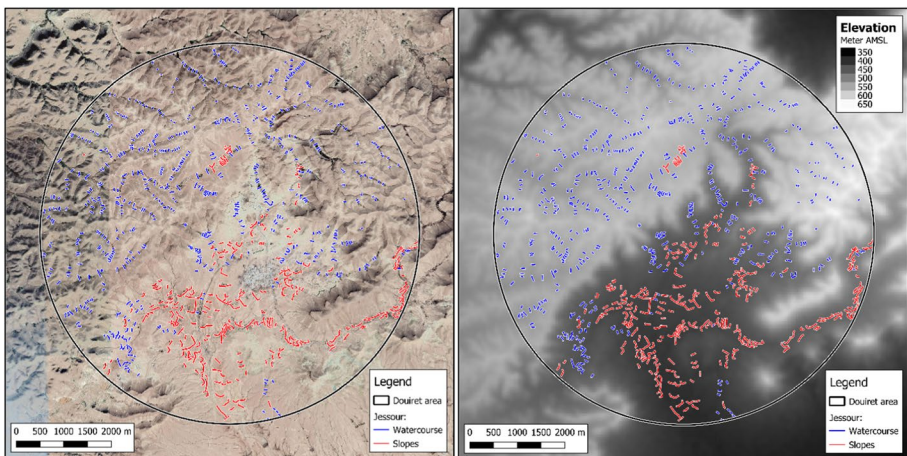 Legend
Douiret area
Jessour:
Watercourse
Slopes
0 500 1000 1500 2000 m
Elevation
Meter AMSL
350
400
450
500
550
600
650
Legend
Douiret area
Jessour:
Watercourse
Slopes
0 500 1000 1500 2000 m